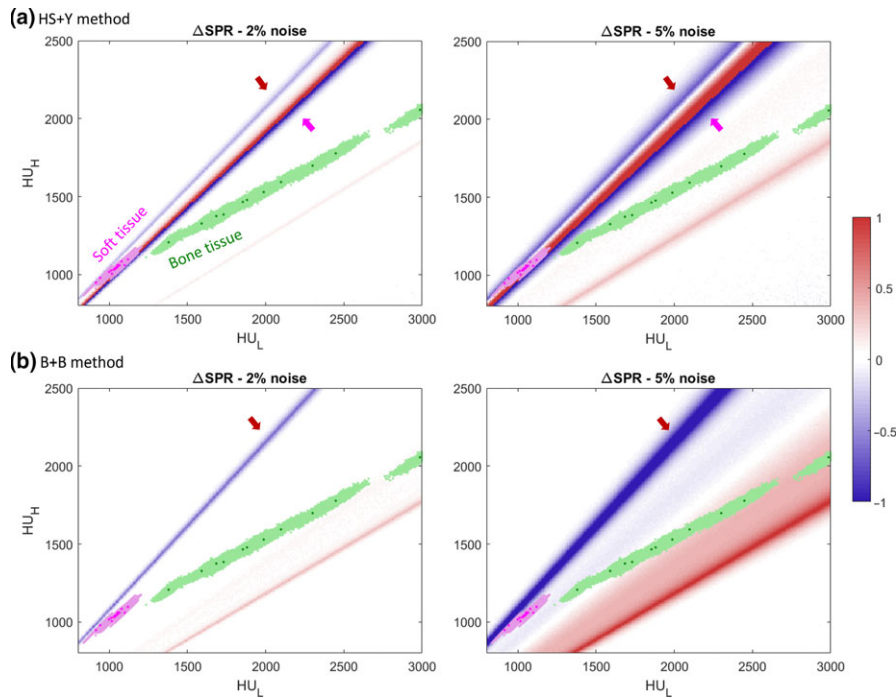 (a) HS+Y method
ΔSPR - 2% noise
2500
2000
1500
1000
HU_H
Soft tissue
Bone tissue
1000 1500 2000 2500 3000
HU_L
ΔSPR - 5% noise
2500
2000
1500
1000
1000 1500 2000 2500 3000
HU_L
(b) B+B method
ΔSPR - 2% noise
2500
2000
1500
1000
HU_H
1000 1500 2000 2500 3000
HU_L
ΔSPR - 5% noise
2500
2000
1500
1000
1000 1500 2000 2500 3000
HU_L
1
0.5
0
−0.5
−1